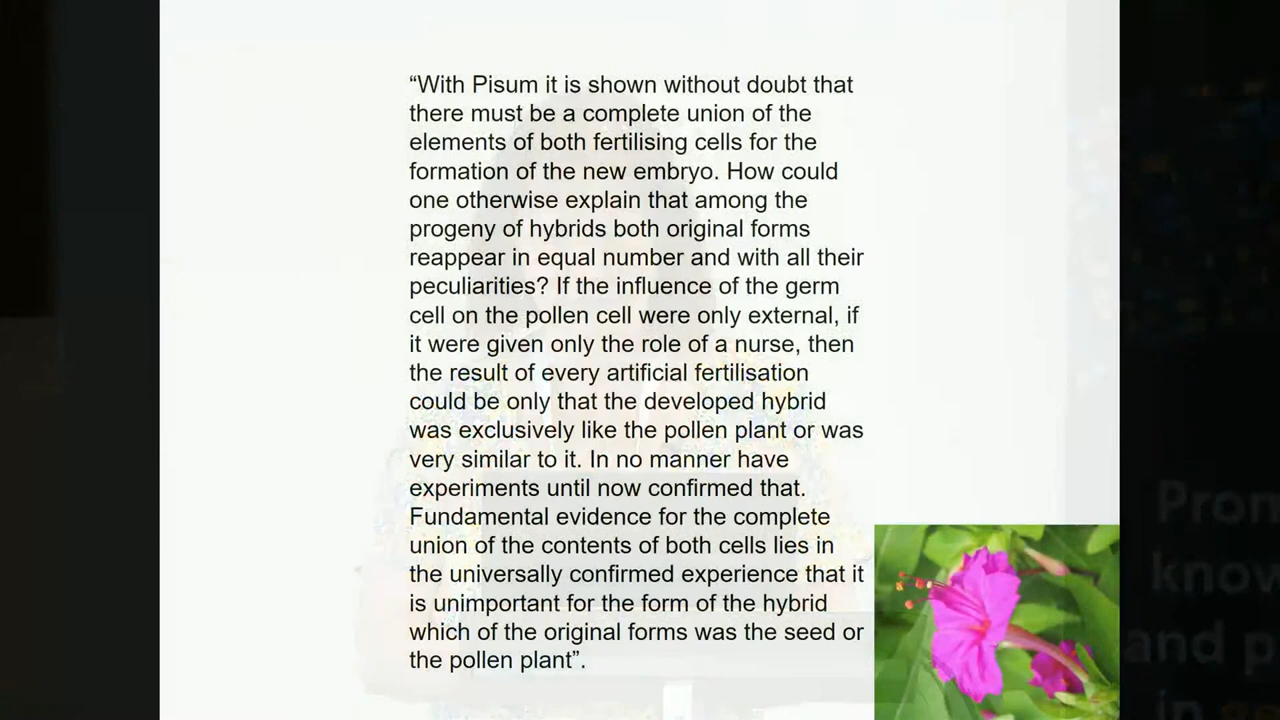 “With Pisum it is shown without doubt that
there must be a complete union of the
elements of both fertilising cells for the
formation of the new embryo. How could
one otherwise explain that among the
progeny of hybrids both original forms
reappear in equal number and with all their
peculiarities? If the influence of the germ
cell on the pollen cell were only external, if
it were given only the role of a nurse, then
the result of every artificial fertilisation
could be only that the developed hybrid
was exclusively like the pollen plant or was
very similar to it. In no manner have
experiments until now confirmed that.
Fundamental evidence for the complete
union of the contents of both cells lies in
the universally confirmed experience that it
is unimportant for the form of the hybrid
which of the original forms was the seed or
the pollen plant”.
and
in